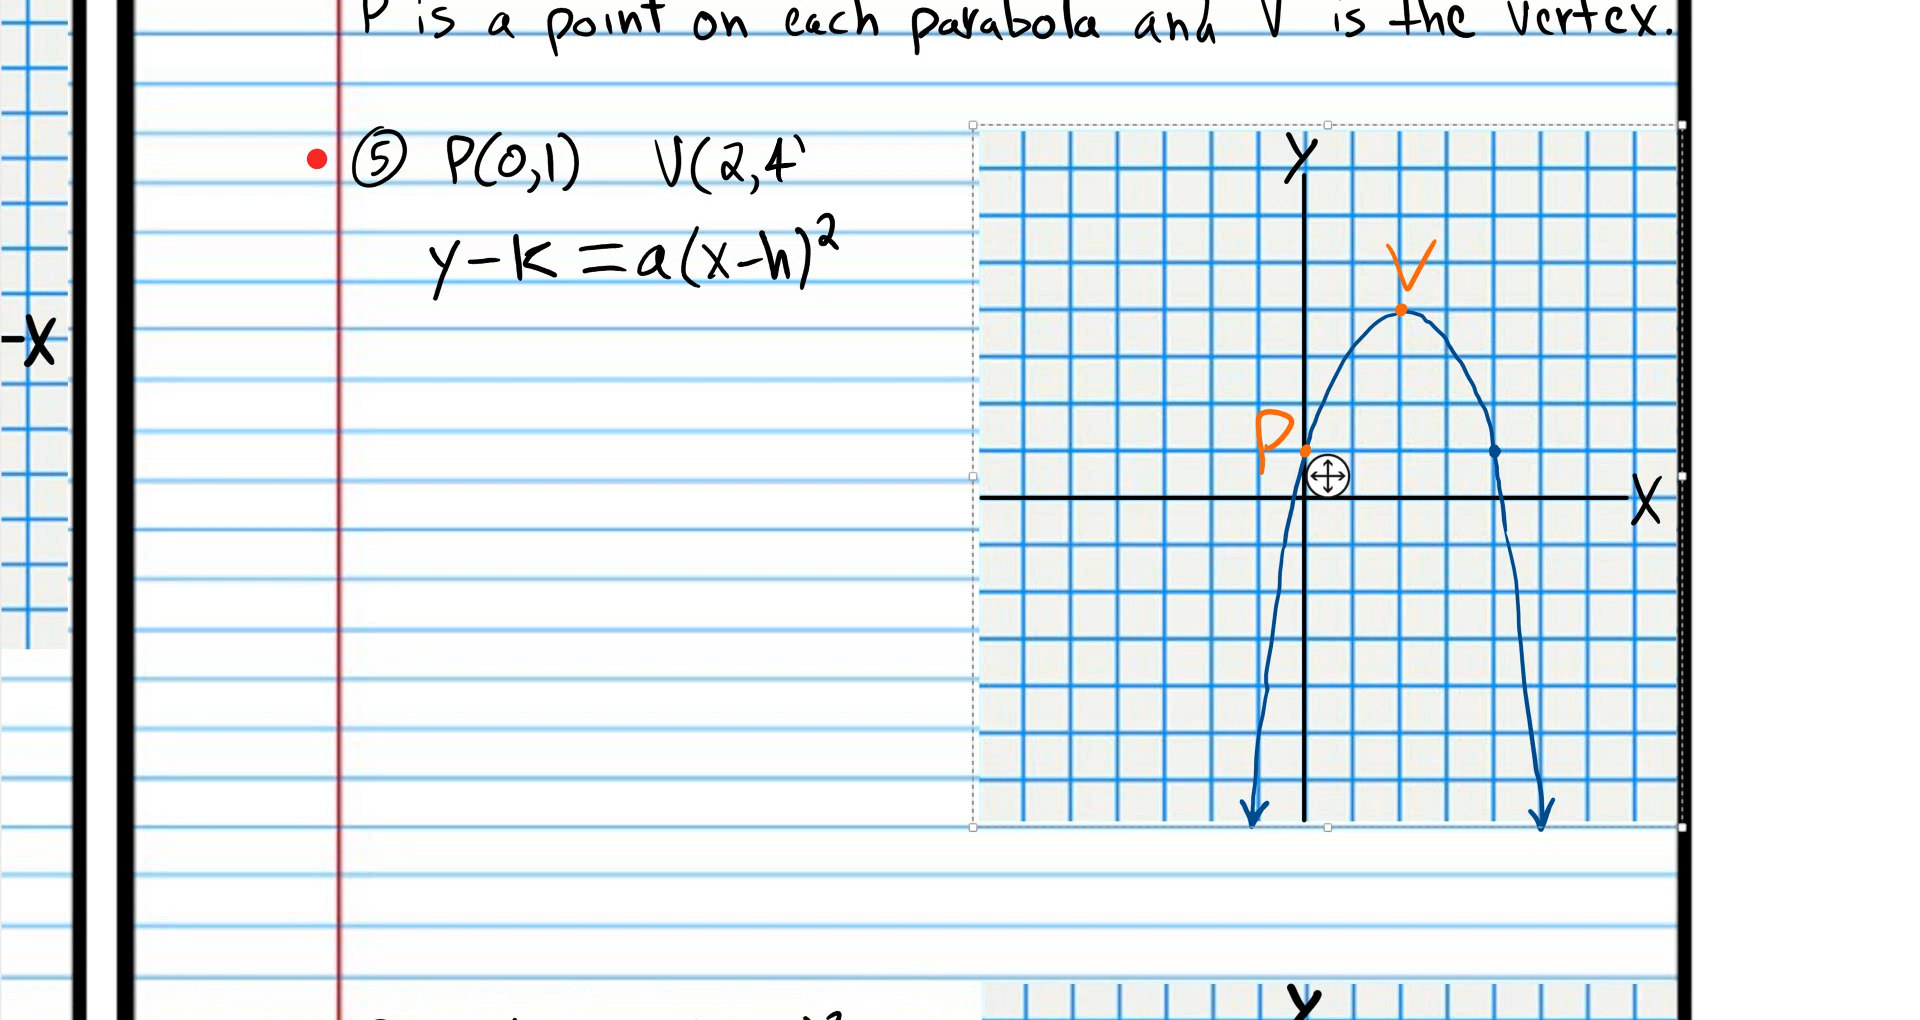 P is a point on each parabola and V is the vertex.
⑤ P(0,1) V(2,4)
y-k=a(x-h)²
Y
V
P
X
-X
Y